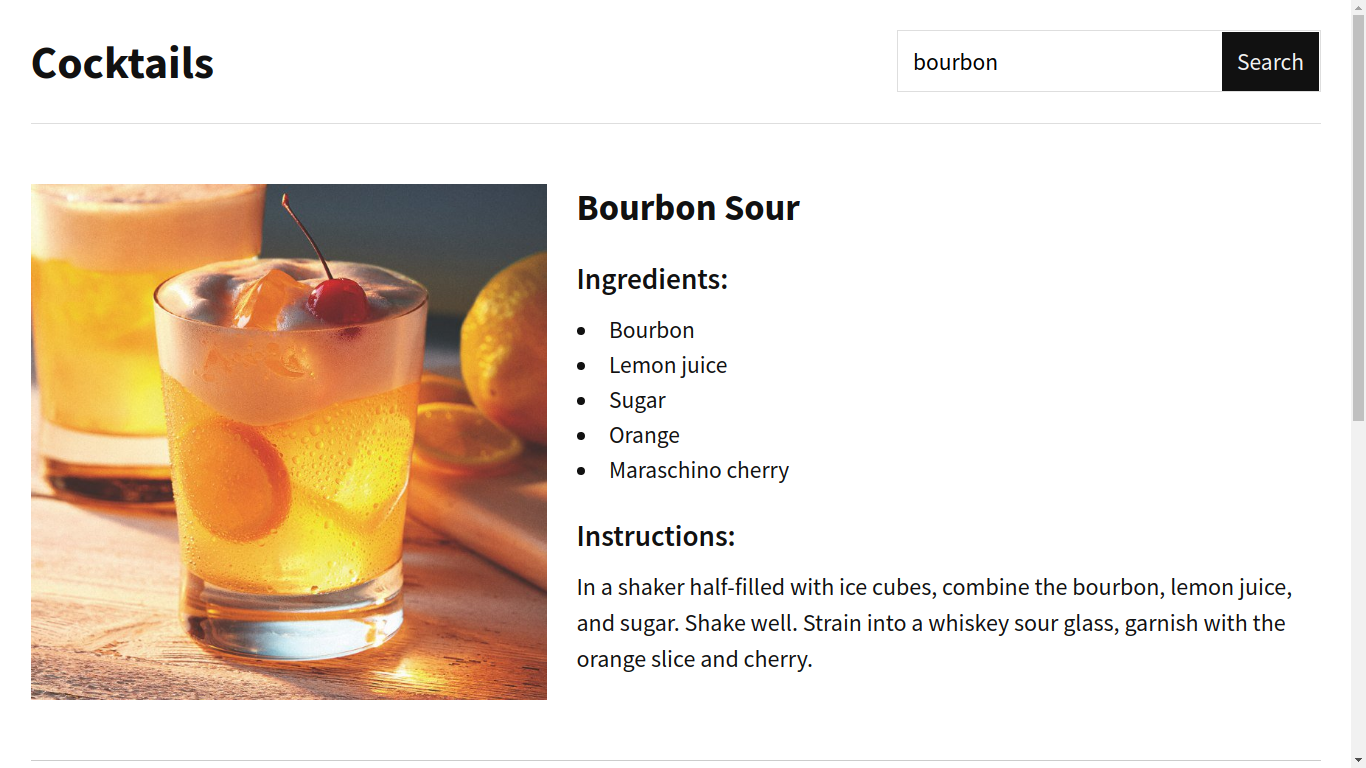 Cocktails
bourbon
Search
Bourbon Sour
Ingredients:
Bourbon
Lemon juice
Sugar
Orange
Maraschino cherry
Instructions:
In a shaker half-filled with ice cubes, combine the bourbon, lemon juice,
and sugar. Shake well. Strain into a whiskey sour glass, garnish with the
orange slice and cherry.